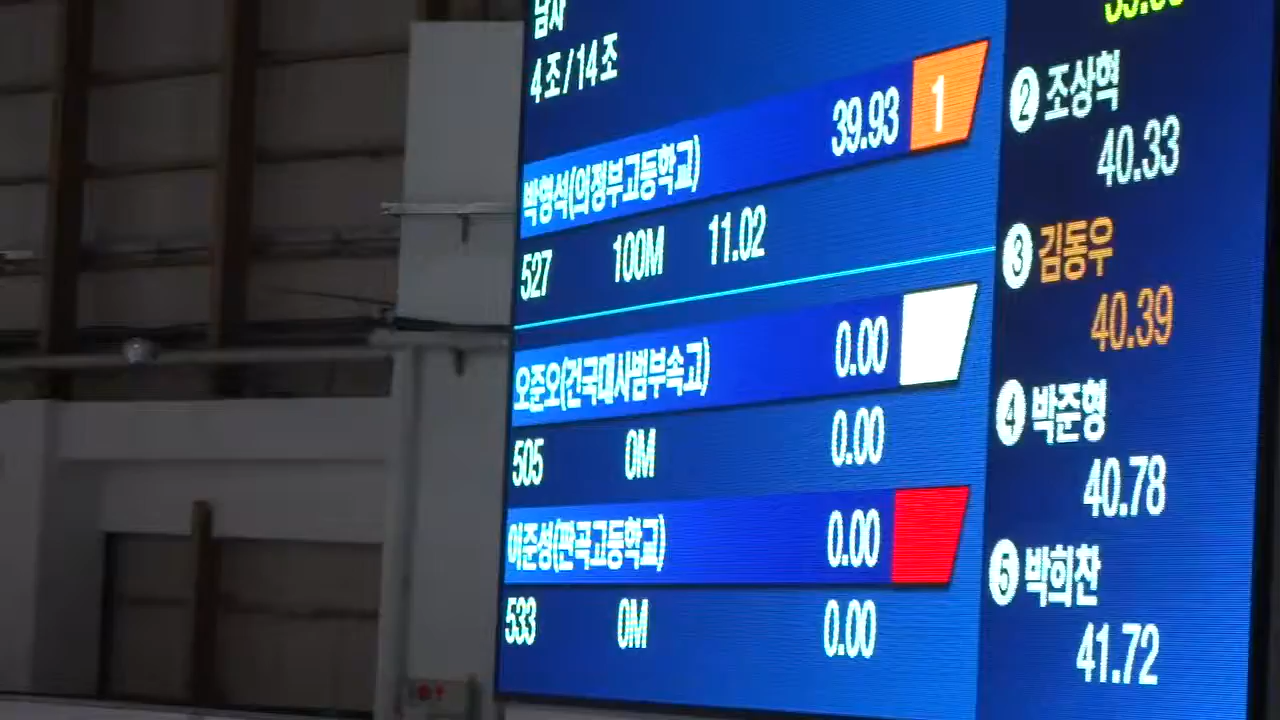 남자
4조/14조
박형석(의정부고등학교) 39.93 1
527 100M 11.02
오준오(건국대사범부속고) 0.00
505 0M 0.00
이준성(판곡고등학교) 0.00
533 0M 0.00
2 조상혁
40.33
3 김동우
40.39
4 박준형
40.78
5 박희찬
41.72